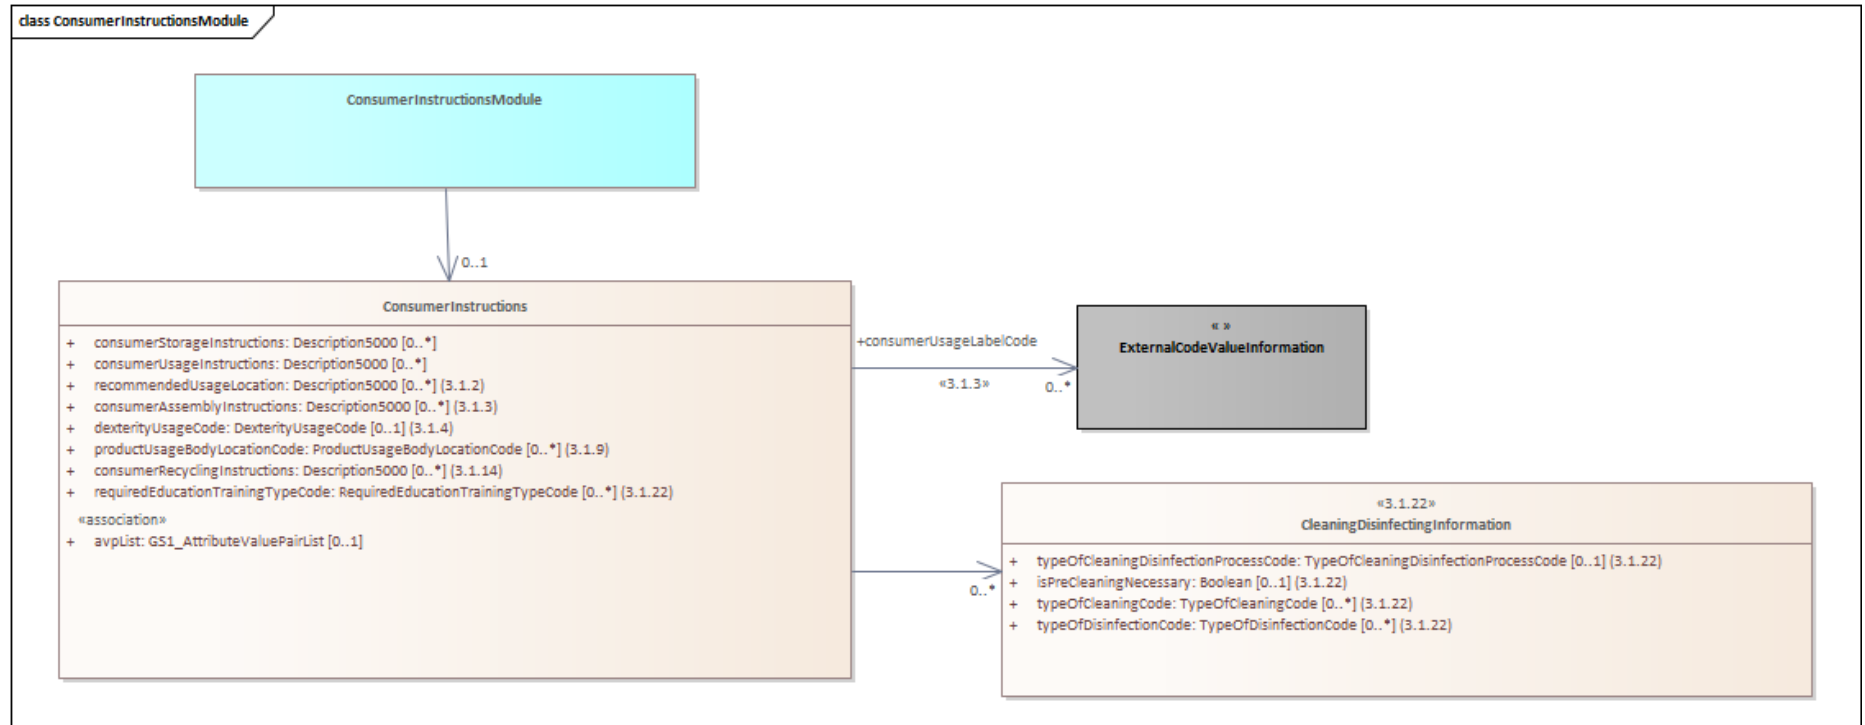 class ConsumerInstructionsModule
ConsumerInstructionsModule
0..1
ConsumerInstructions
+ consumerStorageInstructions: Description5000 [0..*]
+ consumerUsageInstructions: Description5000 [0..*]
+ recommendedUsageLocation: Description5000 [0..*] (3.1.2)
+ consumerAssemblyInstructions: Description5000 [0..*] (3.1.3)
+ dexterityUsageCode: DexterityUsageCode [0..1] (3.1.4)
+ productUsageBodyLocationCode: ProductUsageBodyLocationCode [0..*] (3.1.9)
+ consumerRecyclingInstructions: Description5000 [0..*] (3.1.14)
+ requiredEducationTrainingTypeCode: RequiredEducationTrainingTypeCode [0..*] (3.1.22)
«association»
+ avpList: GS1_AttributeValuePairList [0..1]
+consumerUsageLabelCode
«3.1.3»
0..*
« »
ExternalCodeValueInformation
0..*
«3.1.22»
CleaningDisinfectingInformation
+ typeOfCleaningDisinfectionProcessCode: TypeOfCleaningDisinfectionProcessCode [0..1] (3.1.22)
+ isPreCleaningNecessary: Boolean [0..1] (3.1.22)
+ typeOfCleaningCode: TypeOfCleaningCode [0..*] (3.1.22)
+ typeOfDisinfectionCode: TypeOfDisinfectionCode [0..*] (3.1.22)